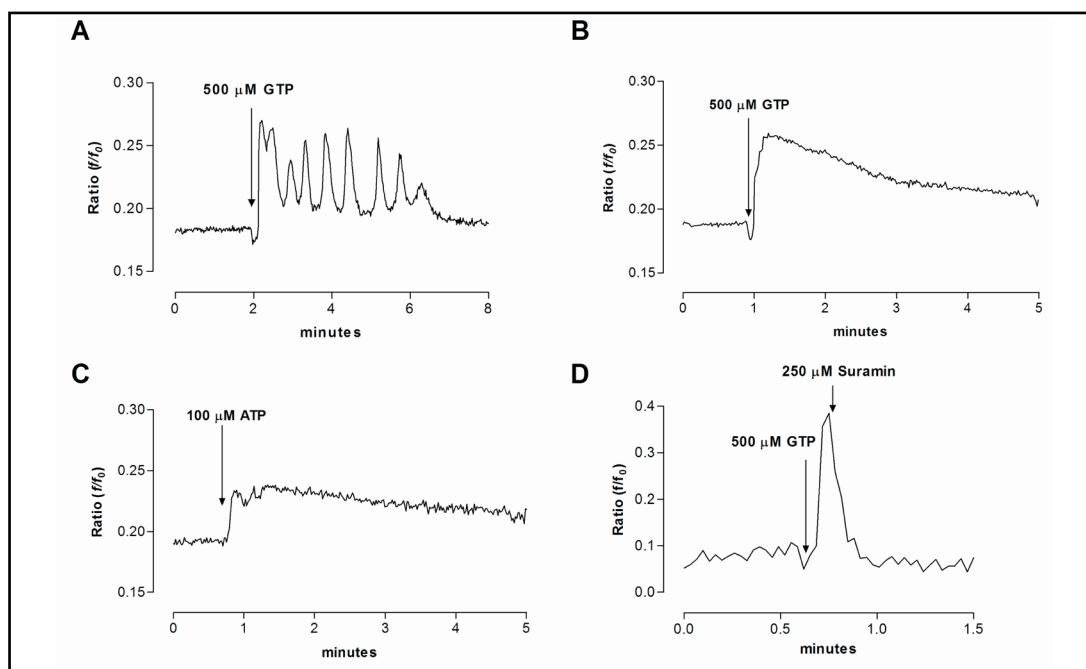 A
0.30
500 μM GTP
0.25
Ratio (f/f0)
0.20
0.15
0
2
4
6
8
minutes
B
0.30
500 μM GTP
0.25
Ratio (f/f0)
0.20
0.15
0
1
2
3
4
5
minutes
C
0.30
100 μM ATP
0.25
Ratio (f/f0)
0.20
0.15
0
1
2
3
4
5
minutes
D
250 μM Suramin
0.4
500 μM GTP
0.3
Ratio (f/f0)
0.2
0.1
0.0
0.0
0.5
1.0
1.5
minutes